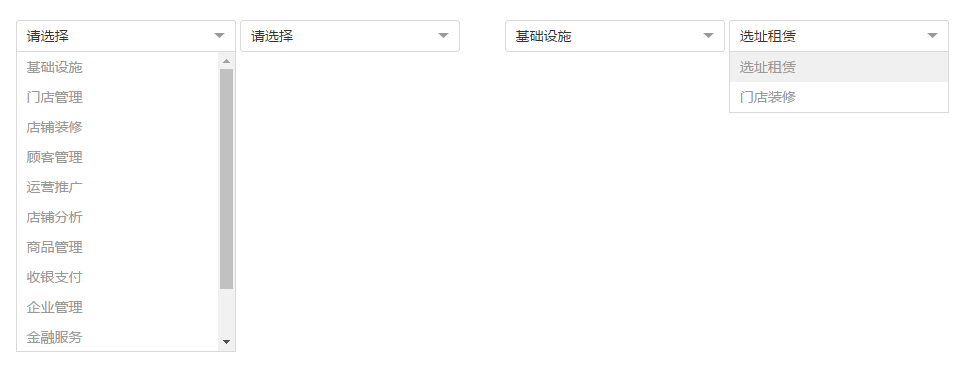 请选择
请选择
基础设施
门店管理
店铺装修
顾客管理
运营推广
店铺分析
商品管理
收银支付
企业管理
金融服务
基础设施
选址租赁
选址租赁
门店装修